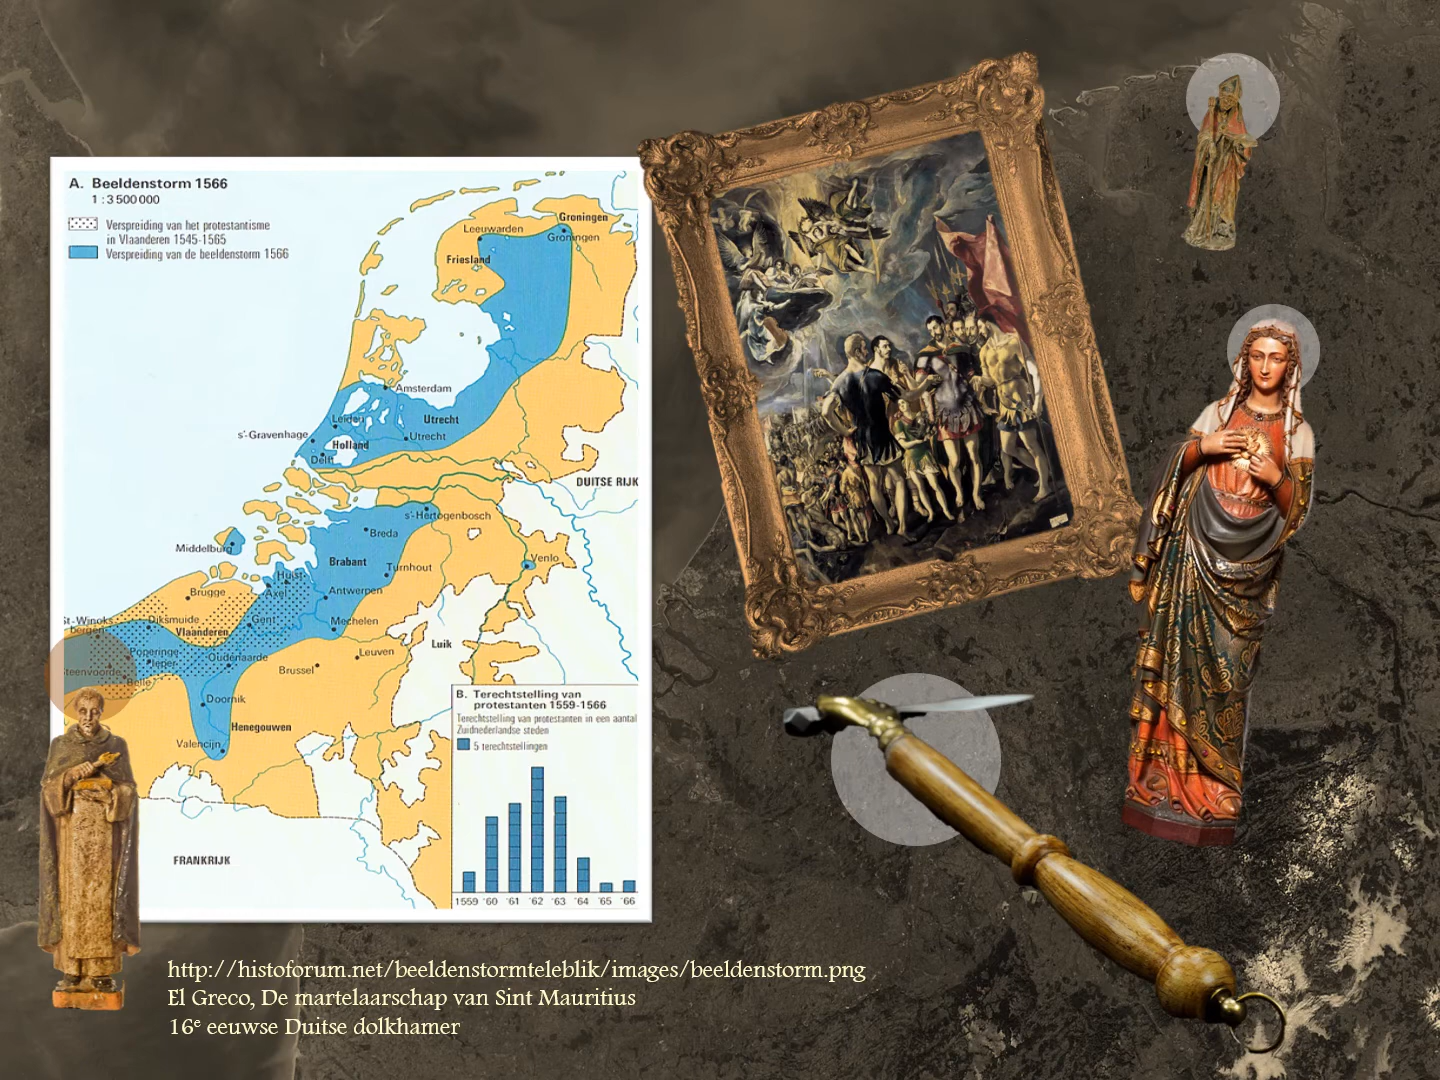 A. Beeldenstorm 1566
1 : 3 500 000
Verspreiding van het protestantisme
in Vlaanderen 1545-1565
Verspreiding van de beeldenstorm 1566
Groningen
Leeuwarden
Groningen
Friesland
Amsterdam
Leiden
Utrecht
s'-Gravenhage
Holland
Utrecht
Delft
DUITSE RIJK
s'-Hertogenbosch
Breda
Middelburg
Brabant
Venlo
Hulst
Turnhout
Axel
Brugge
Antwerpen
St-Winoks-
bergen
Diksmuide
Gent
Mechelen
Vlaanderen
Poperinge
Ieper
Oudenaarde
Leuven
Luik
Steenvoorde
Brussel
Belle
Doornik
Henegouwen
Valencijn
FRANKRIJK
B. Terechtstelling van
protestanten 1559-1566
Terechtstelling van protestanten in een aantal
Zuidnederlandse steden
5 terechtstellingen
1559 '60 '61 '62 '63 '64 '65 '66
http://histoforum.net/beeldenstormteleblik/images/beeldenstorm.png
El Greco, De martelaarschap van Sint Mauritius
16e eeuwse Duitse dolkhamer